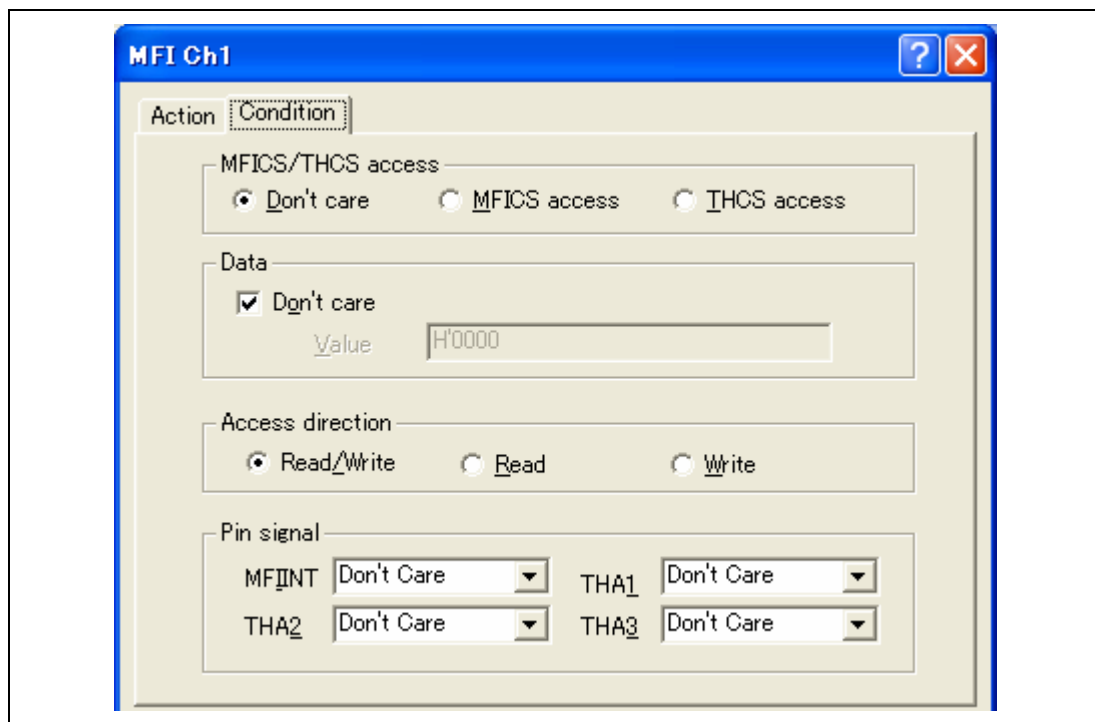 MFI Ch1
Action Condition
MFICS/THCS access
Don't care MFICS access THCS access
Data
Don't care
Value H'0000
Access direction
Read/Write Read Write
Pin signal
MFIINT Don't Care THA1 Don't Care
THA2 Don't Care THA3 Don't Care